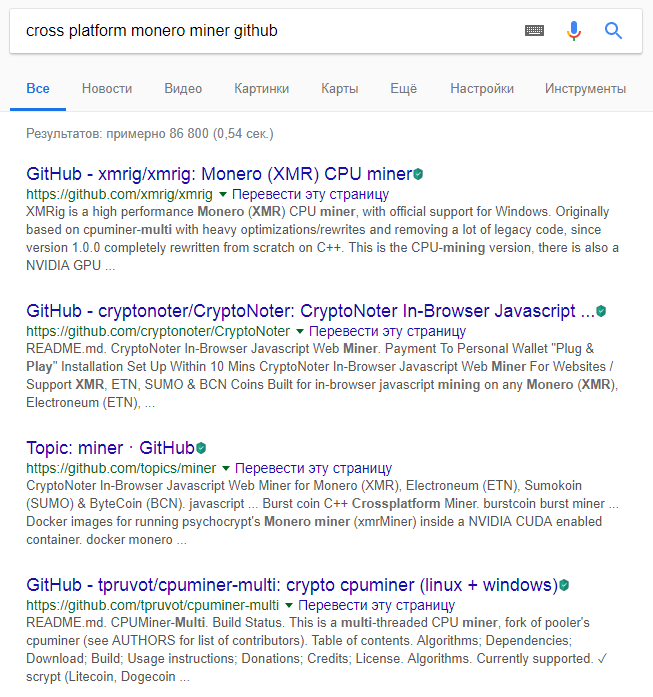 cross platform monero miner github
Все Новости Видео Картинки Карты Ещё Настройки Инструменты
Результатов: примерно 86 800 (0,54 сек.)
GitHub - xmrig/xmrig: Monero (XMR) CPU miner
https://github.com/xmrig/xmrig ▼ Перевести эту страницу
XMRig is a high performance Monero (XMR) CPU miner, with official support for Windows. Originally
based on cpuminer-multi with heavy optimizations/rewrites and removing a lot of legacy code, since
version 1.0.0 completely rewritten from scratch on C++. This is the CPU-mining version, there is also a
NVIDIA GPU ...
GitHub - cryptonoter/CryptoNoter: CryptoNoter In-Browser Javascript ...
https://github.com/cryptonoter/CryptoNoter ▼ Перевести эту страницу
README.md. CryptoNoter In-Browser Javascript Web Miner. Payment To Personal Wallet "Plug &
Play" Installation Set Up Within 10 Mins CryptoNoter In-Browser Javascript Web Miner For Websites /
Support XMR, ETN, SUMO & BCN Coins Built for in-browser javascript mining on any Monero (XMR),
Electroneum (ETN), ...
Topic: miner · GitHub
https://github.com/topics/miner ▼ Перевести эту страницу
CryptoNoter In-Browser Javascript Web Miner for Monero (XMR), Electroneum (ETN), Sumokoin
(SUMO) & ByteCoin (BCN). javascript ... Burst coin C++ Crossplatform Miner. burstcoin burst miner ...
Docker images for running psychocrypt's Monero miner (xmrMiner) inside a NVIDIA CUDA enabled
container. docker monero ...
GitHub - tpruvot/cpuminer-multi: crypto cpuminer (linux + windows)
https://github.com/tpruvot/cpuminer-multi ▼ Перевести эту страницу
README.md. CPUMiner-Multi. Build Status. This is a multi-threaded CPU miner, fork of pooler's
cpuminer (see AUTHORS for list of contributors). Table of contents. Algorithms; Dependencies;
Download; Build; Usage instructions; Donations; Credits; License. Algorithms. Currently supported. ✓
scrypt (Litecoin, Dogecoin ...